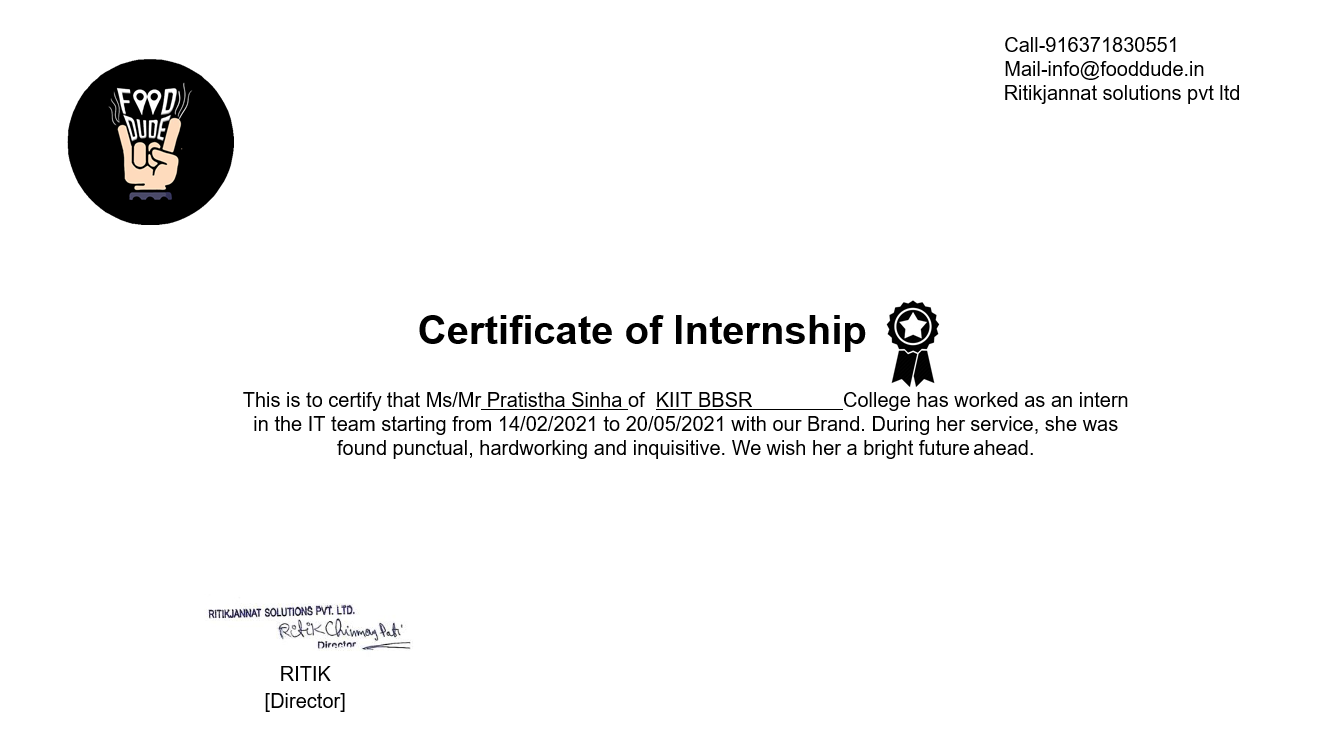 Call-916371830551
Mail-info@fooddude.in
Ritikjannat solutions pvt ltd
FOOD
DUDE
Certificate of Internship
This is to certify that Ms/Mr Pratistha Sinha of KIIT BBSR College has worked as an intern
in the IT team starting from 14/02/2021 to 20/05/2021 with our Brand. During her service, she was
found punctual, hardworking and inquisitive. We wish her a bright future ahead.
RITIKJANNAT SOLUTIONS PVT. LTD.
Ritik Chinmay Pati
Director
RITIK
[Director]